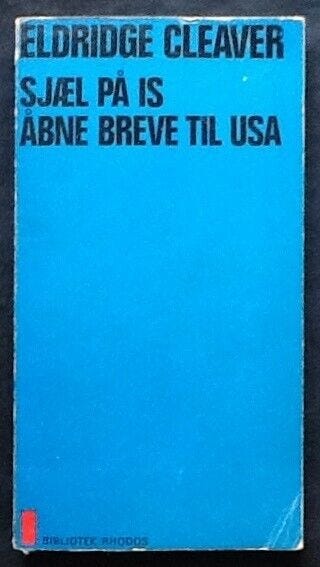 ELDRIDGE CLEAVER
SJÆL PÅ IS
ÅBNE BREVE TIL USA
BIBLIOTEK RHODOS